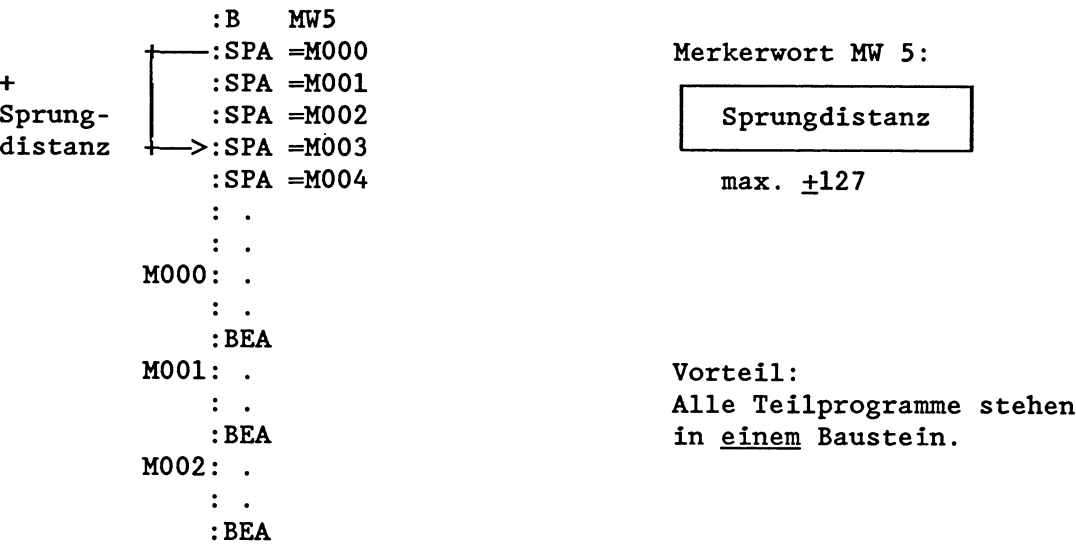 :B MW5
:SPA =M000
+ :SPA =M001
Sprung- :SPA =M002
distanz :SPA =M003
:SPA =M004
: .
: .
M000: .
: .
:BEA
M001: .
: .
:BEA
M002: .
: .
:BEA
Merkerwort MW 5:
Sprungdistanz
max. ±127
Vorteil:
Alle Teilprogramme stehen
in einem Baustein.